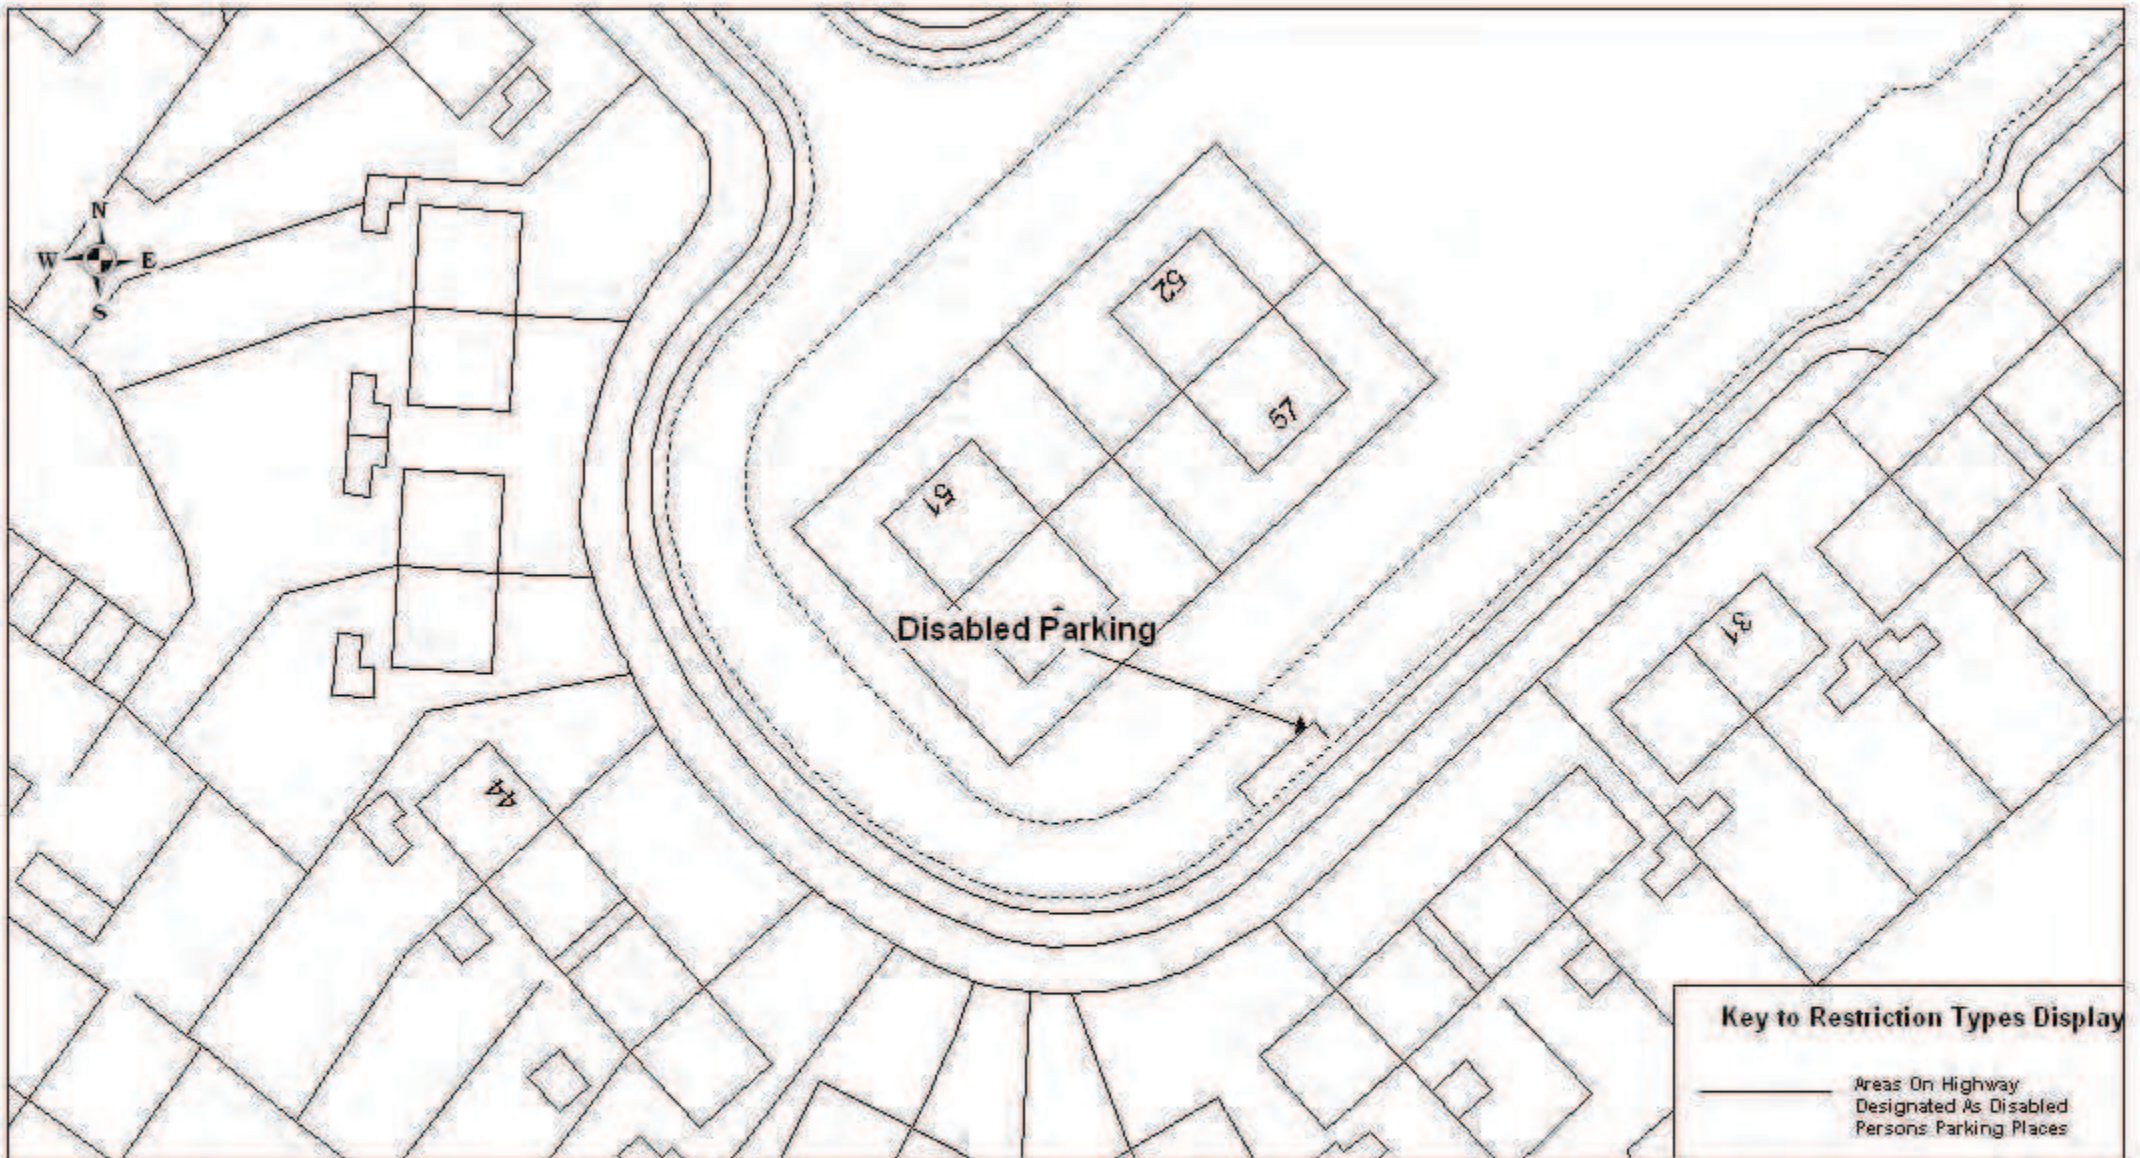 N
W E
S
52
57
51
Disabled Parking
31
44
Key to Restriction Types Display
Areas On Highway
Designated As Disabled
Persons Parking Places